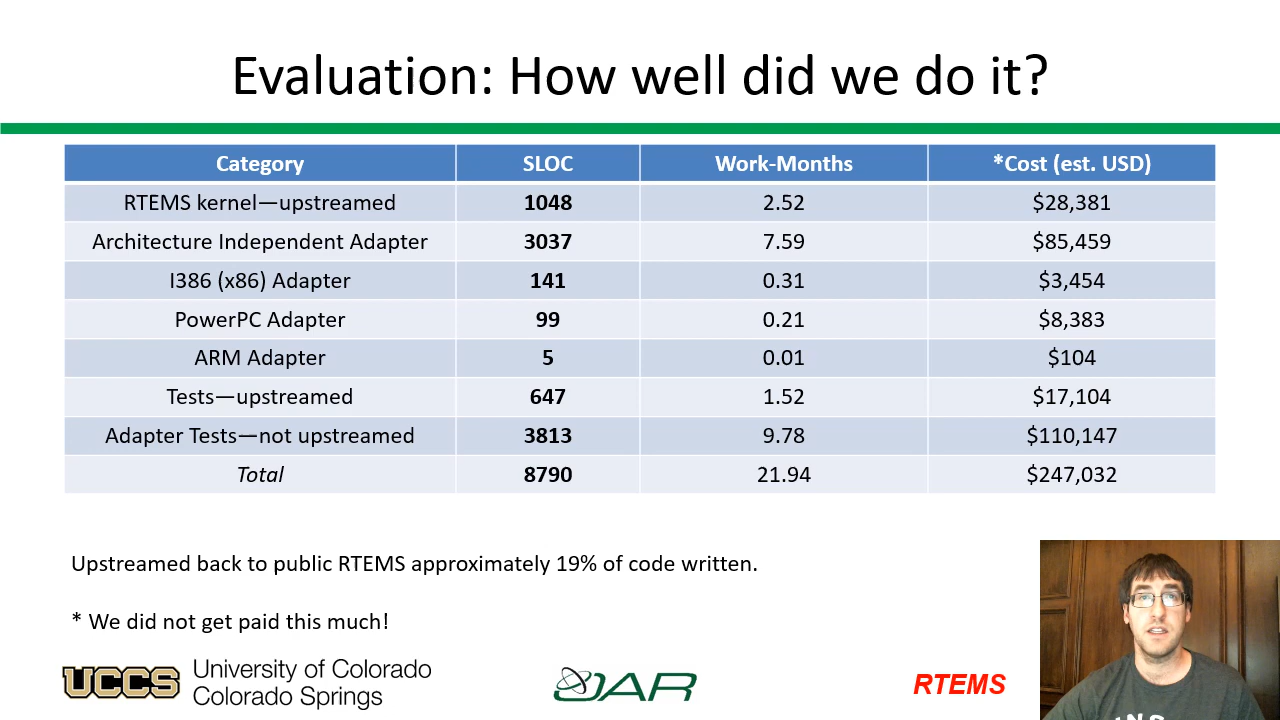 Evaluation: How well did we do it?
Category SLOC Work-Months *Cost (est. USD)
RTEMS kernel—upstreamed 1048 2.52 $28,381
Architecture Independent Adapter 3037 7.59 $85,459
I386 (x86) Adapter 141 0.31 $3,454
PowerPC Adapter 99 0.21 $8,383
ARM Adapter 5 0.01 $104
Tests—upstreamed 647 1.52 $17,104
Adapter Tests—not upstreamed 3813 9.78 $110,147
Total 8790 21.94 $247,032
Upstreamed back to public RTEMS approximately 19% of code written.
* We did not get paid this much!
UCCS University of Colorado
Colorado Springs
OAR
RTEMS